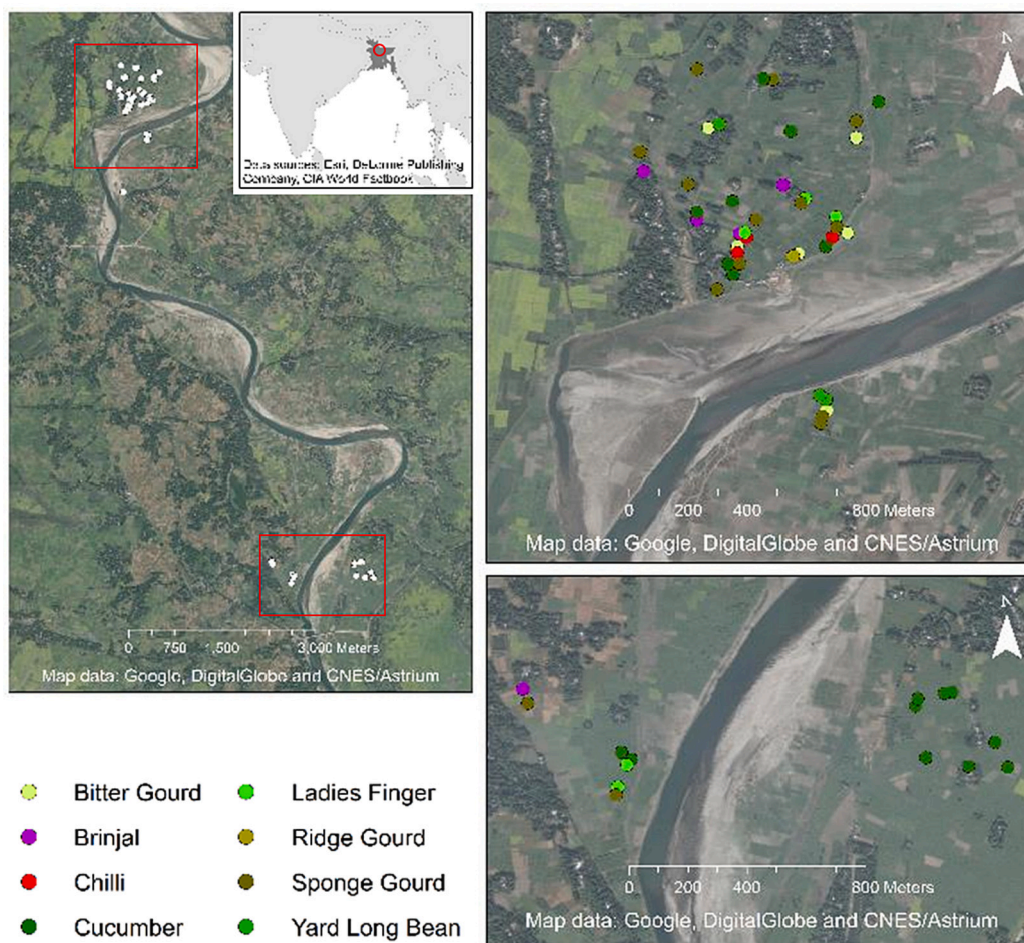 Data sources: Esri, DeLorme Publishing
Company, CIA World Factbook
0 750 1,500 3,000 Meters
Map data: Google, DigitalGlobe and CNES/Astrium
N
0 200 400 800 Meters
Map data: Google, DigitalGlobe and CNES/Astrium
N
0 200 400 800 Meters
Map data: Google, DigitalGlobe and CNES/Astrium
Bitter Gourd
Ladies Finger
Brinjal
Ridge Gourd
Chilli
Sponge Gourd
Cucumber
Yard Long Bean